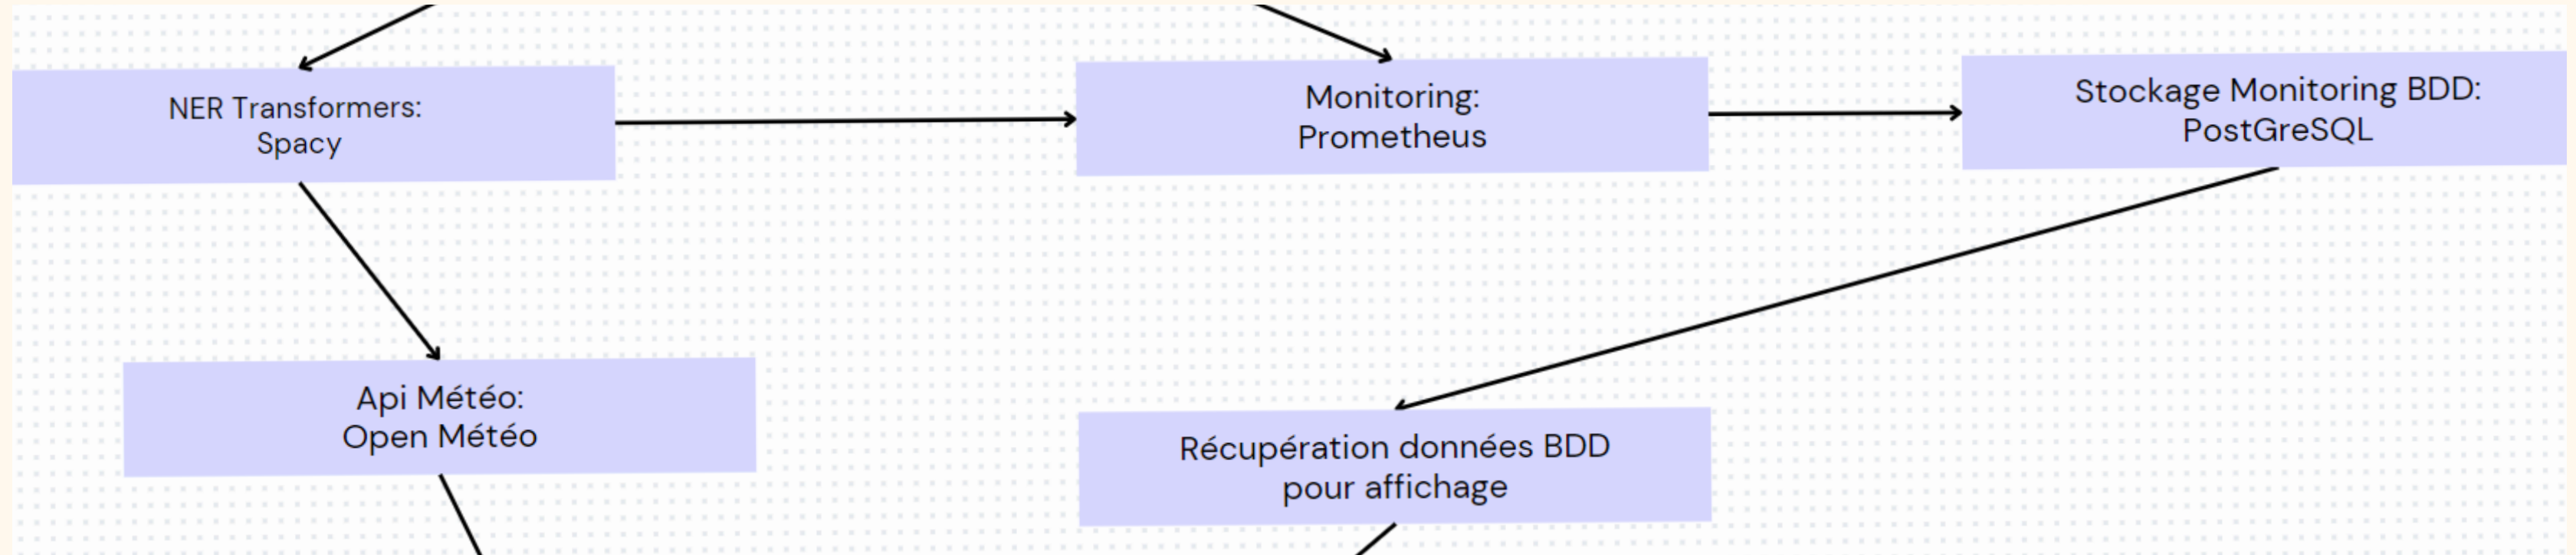 NER Transformers:
Spacy
Monitoring:
Prometheus
Stockage Monitoring BDD:
PostGreSQL
Api Météo:
Open Météo
Récupération données BDD
pour affichage